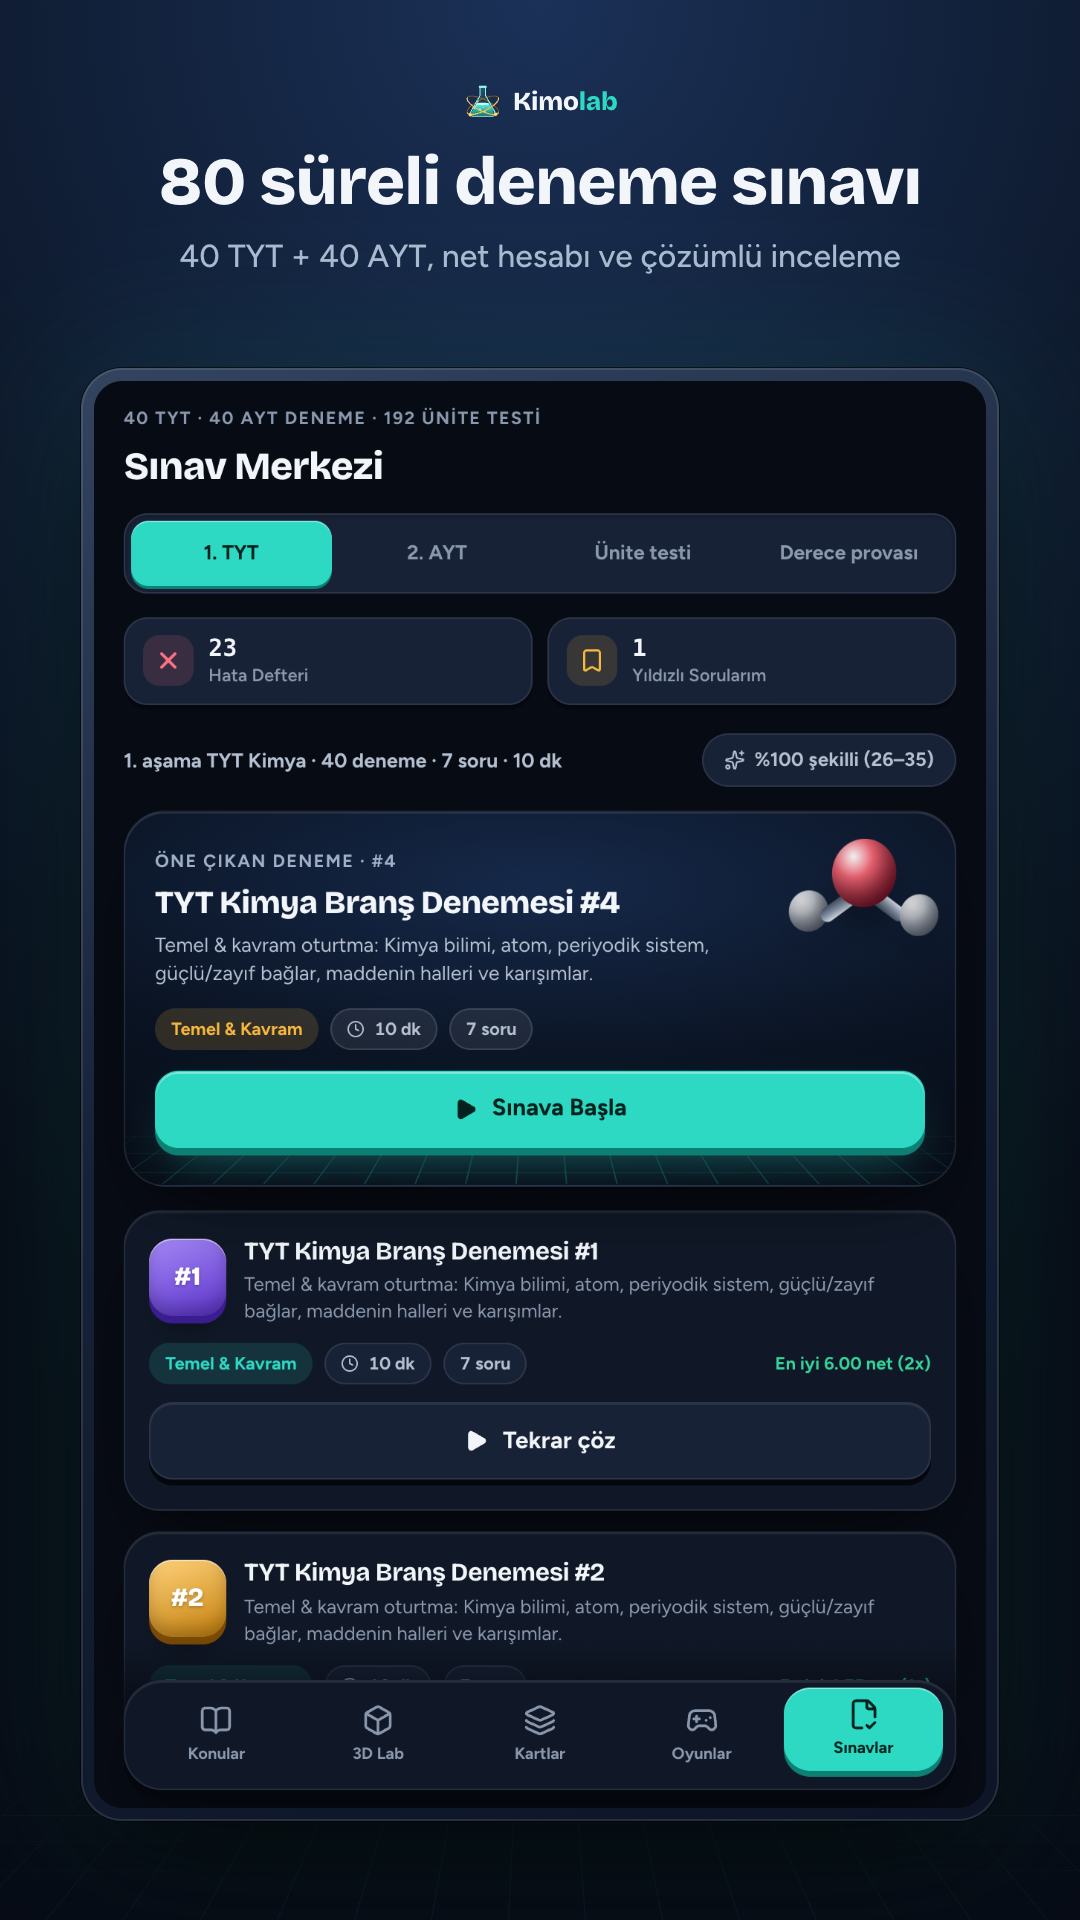 Kimolab
80 süreli deneme sınavı
40 TYT + 40 AYT, net hesabı ve çözümlü inceleme
40 TYT · 40 AYT DENEME · 192 ÜNİTE TESTİ
Sınav Merkezi
1. TYT
2. AYT
Ünite testi
Derece provası
23
Hata Defteri
1
Yıldızlı Sorularım
1. aşama TYT Kimya · 40 deneme · 7 soru · 10 dk
%100 şekilli (26–35)
ÖNE ÇIKAN DENEME · #4
TYT Kimya Branş Denemesi #4
Temel & kavram oturtma: Kimya bilimi, atom, periyodik sistem,
güçlü/zayıf bağlar, maddenin halleri ve karışımlar.
Temel & Kavram
10 dk
7 soru
Sınava Başla
#1
TYT Kimya Branş Denemesi #1
Temel & kavram oturtma: Kimya bilimi, atom, periyodik sistem, güçlü/zayıf
bağlar, maddenin halleri ve karışımlar.
Temel & Kavram
10 dk
7 soru
En iyi 6.00 net (2x)
Tekrar çöz
#2
TYT Kimya Branş Denemesi #2
Temel & kavram oturtma: Kimya bilimi, atom, periyodik sistem, güçlü/zayıf
bağlar, maddenin halleri ve karışımlar.
Konular
3D Lab
Kartlar
Oyunlar
Sınavlar